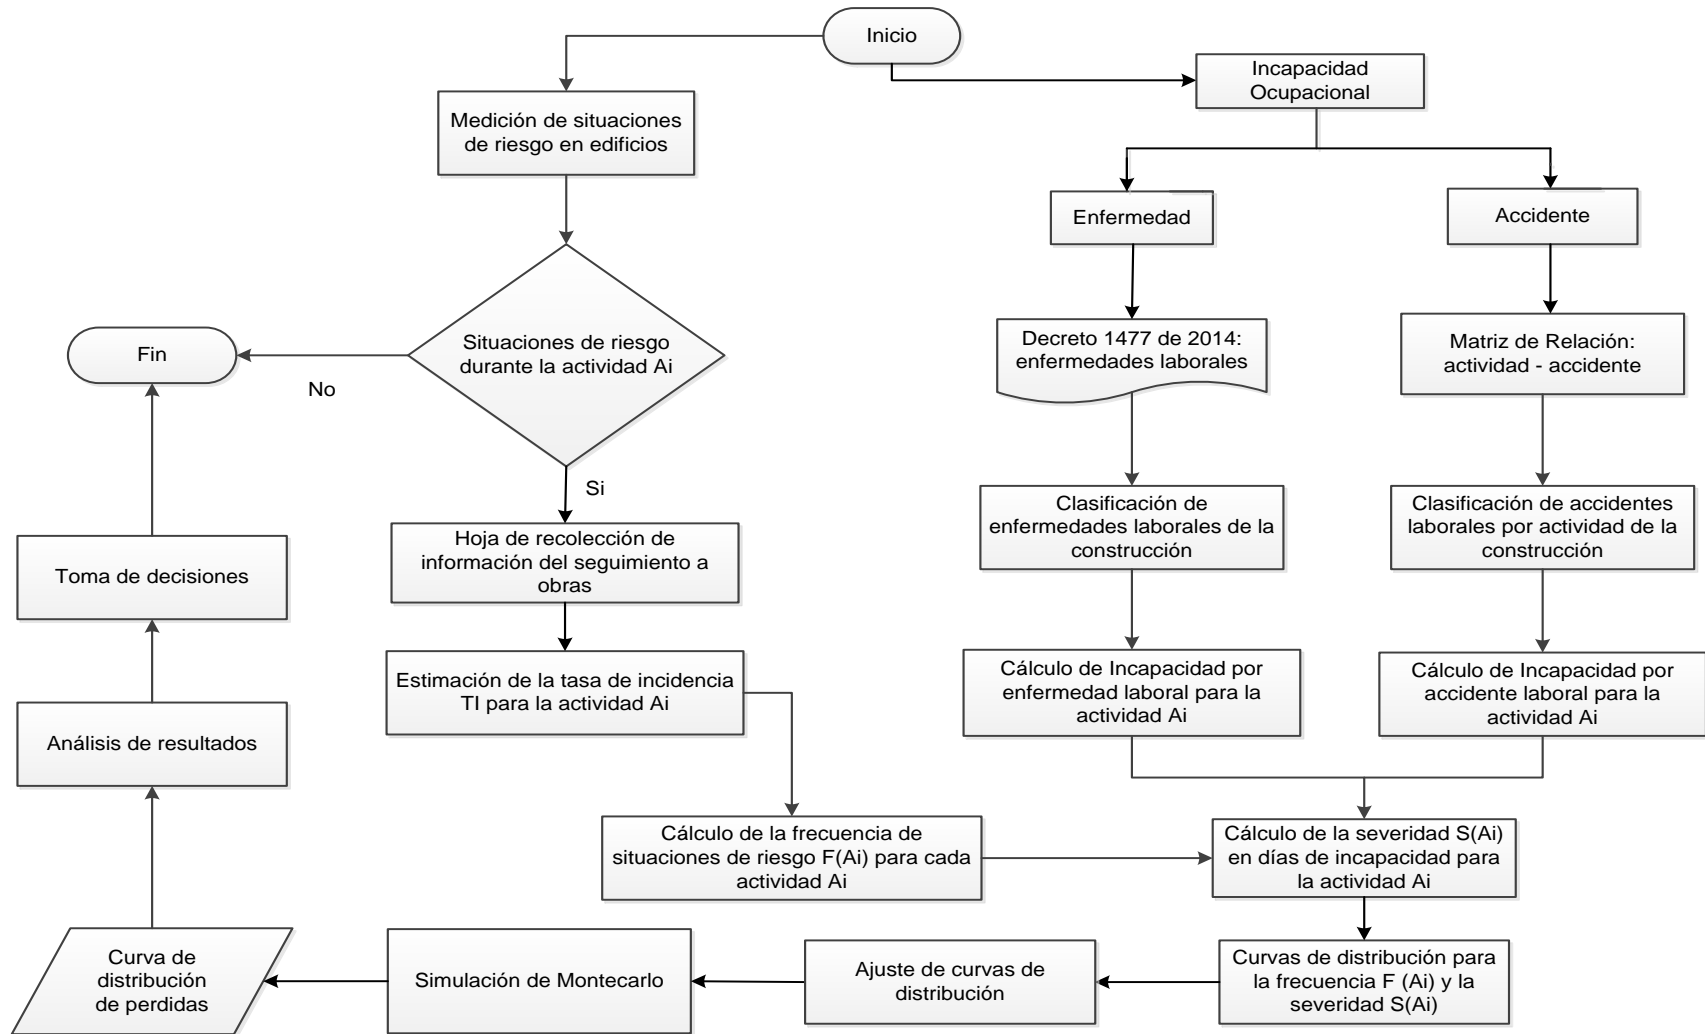 Inicio
Incapacidad
Ocupacional
Medición de situaciones
de riesgo en edificios
Enfermedad
Accidente
Situaciones de riesgo
durante la actividad Ai
Fin
No
Si
Decreto 1477 de 2014:
enfermedades laborales
Matriz de Relación:
actividad - accidente
Hoja de recolección de
información del seguimiento a
obras
Clasificación de
enfermedades laborales de la
construcción
Clasificación de accidentes
laborales por actividad de la
construcción
Toma de decisiones
Estimación de la tasa de incidencia
TI para la actividad Ai
Cálculo de Incapacidad por
enfermedad laboral para la
actividad Ai
Cálculo de Incapacidad por
accidente laboral para la
actividad Ai
Análisis de resultados
Cálculo de la frecuencia de
situaciones de riesgo F(Ai) para cada
actividad Ai
Cálculo de la severidad S(Ai)
en días de incapacidad para
la actividad Ai
Curva de
distribución
de perdidas
Simulación de Montecarlo
Ajuste de curvas de
distribución
Curvas de distribución para
la frecuencia F (Ai) y la
severidad S(Ai)